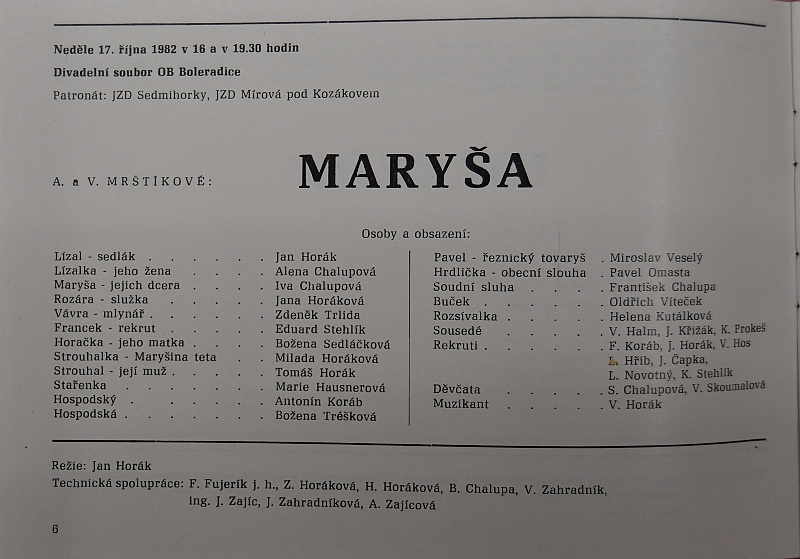 Neděle 17. října 1982 v 16 a v 19.30 hodin
Divadelní soubor OB Boleradice
Patronát: JZD Sedmihorky, JZD Mírová pod Kozákovem
A. a V. MRŠTÍKOVÉ: MARYŠA
Osoby a obsazení:
Lízal - sedlák . . . . . . Jan Horák
Lízalka - jeho žena . . . . Alena Chalupová
Maryša - jejich dcera . . . . Iva Chalupová
Rozára - služka . . . . . Jana Horáková
Vávra - mlynář . . . . . . Zdeněk Trlida
Francek - rekrut . . . . . Eduard Stehlík
Horačka - jeho matka . . . . Božena Sedláčková
Strouhalka - Maryšina teta . . Milada Horáková
Strouhal - její muž . . . . . Tomáš Horák
Stařenka . . . . . . Marie Hausnerová
Hospodský . . . . . . . Antonín Koráb
Hospodská . . . . . . . Božena Tréšková
Pavel - řeznický tovaryš . Miroslav Veselý
Hrdlička - obecní slouha . Pavel Omasta
Soudní sluha . . . . František Chalupa
Buček . . . . . . Oldřich Víteček
Rozsívalka . . . . . Helena Kutálková
Sousedé . . . . . V. Halm, J. Křižák, K. Prokeš
Rekruti . . . . . . F. Koráb, J. Horák, V. Hos
L. Hřib, J. Čapka,
L. Novotný, K. Stehlík
Děvčata . . . . . S. Chalupová, V. Skoumalová
Muzikant . . . . . V. Horák
Režie: Jan Horák
Technická spolupráce: F. Fujerík j. h., Z. Horáková, H. Horáková, B. Chalupa, V. Zahradník,
ing. J. Zajíc, J. Zahradníková, A. Zajícová
6